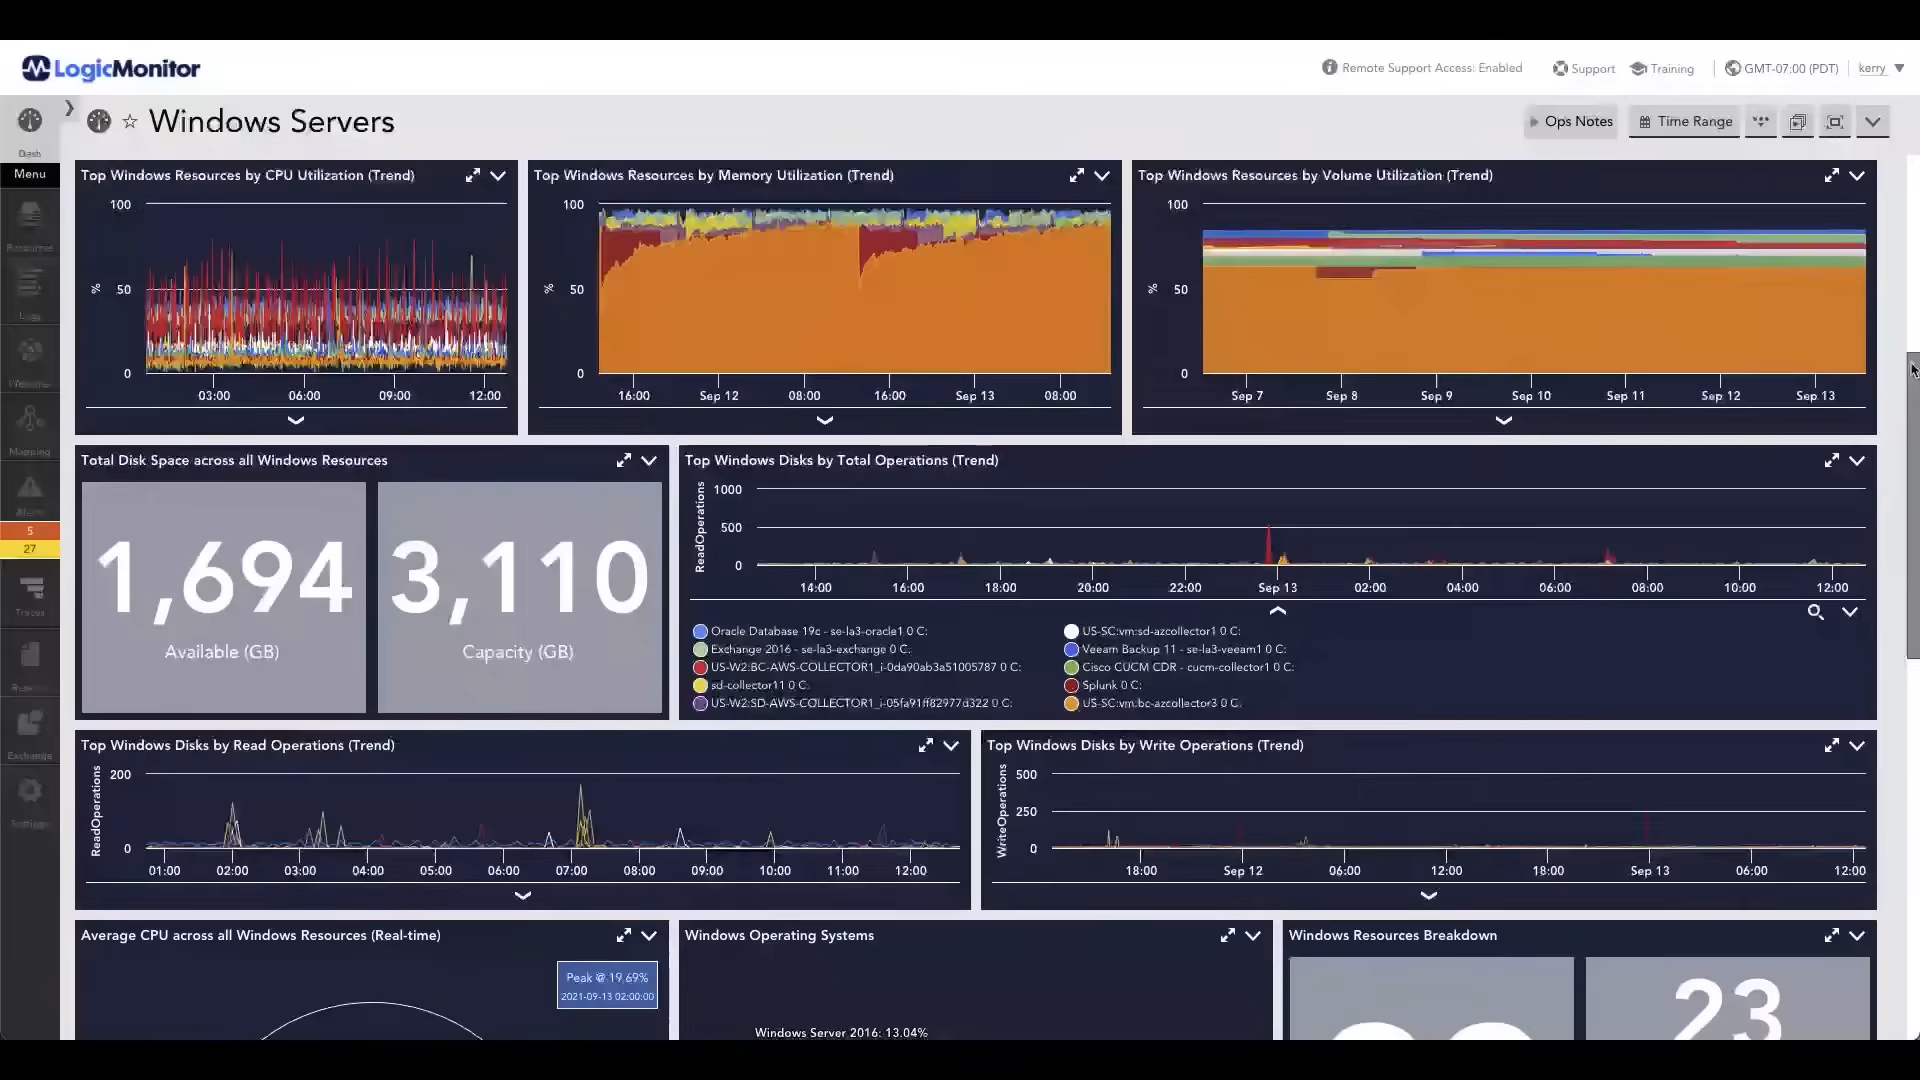 LogicMonitor
Remote Support Access: Enabled
Support
Training
GMT-07:00 (PDT)
kerry
Windows Servers
Ops Notes
Time Range
Dash
Menu
Resources
Logs
Mapping
Alerts
5
27
Traces
Exchange
Settings
Top Windows Resources by CPU Utilization (Trend)
100
%
50
0
03:00 06:00 09:00 12:00
Top Windows Resources by Memory Utilization (Trend)
100
%
50
0
16:00 Sep 12 08:00 16:00 Sep 13 08:00
Top Windows Resources by Volume Utilization (Trend)
100
%
50
0
Sep 7 Sep 8 Sep 9 Sep 10 Sep 11 Sep 12 Sep 13
Total Disk Space across all Windows Resources
1,694
Available (GB)
3,110
Capacity (GB)
Top Windows Disks by Total Operations (Trend)
ReadOperations
1000
500
0
14:00 16:00 18:00 20:00 22:00 Sep 13 02:00 04:00 06:00 08:00 10:00 12:00
Oracle Database 19c - se-la3-oracle1 0 C:
Exchange 2016 - se-la3-exchange 0 C:
US-W2:BC-AWS-COLLECTOR1_i-0da90ab3a51005787 0 C:
sd-collector11 0 C:
US-W2:SD-AWS-COLLECTOR1_i-05fa91ff82977d322 0 C:
US-SC:vm:sd-azcollector1 0 C:
Veeam Backup 11 - se-la3-veeam1 0 C:
Cisco CUCM CDR - cucm-collector1 0 C:
Splunk 0 C:
US-SC:vm:bc-azcollector3 0 C:
Top Windows Disks by Read Operations (Trend)
ReadOperations
200
0
01:00 02:00 03:00 04:00 05:00 06:00 07:00 08:00 09:00 10:00 11:00 12:00
Top Windows Disks by Write Operations (Trend)
WriteOperations
500
250
0
18:00 Sep 12 06:00 12:00 18:00 Sep 13 06:00 12:00
Average CPU across all Windows Resources (Real-time)
Peak @ 19.69%
2021-09-13 02:00:00
Windows Operating Systems
Windows Server 2016: 13.04%
Windows Resources Breakdown
23